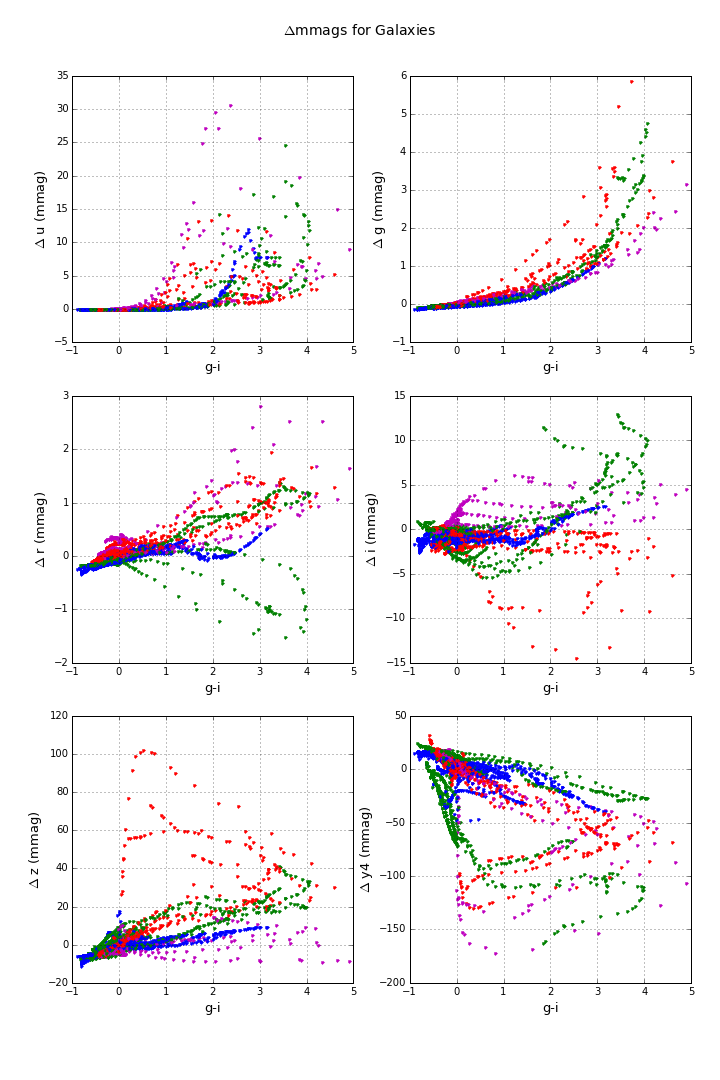 Δmmags for Galaxies
35
30
25
20
15
10
5
0
−5
Δ u (mmag)
−1 0 1 2 3 4 5
g-i
6
5
4
3
2
1
0
−1
Δ g (mmag)
−1 0 1 2 3 4 5
g-i
3
2
1
0
−1
−2
Δ r (mmag)
−1 0 1 2 3 4 5
g-i
15
10
5
0
−5
−10
−15
Δ i (mmag)
−1 0 1 2 3 4 5
g-i
120
100
80
60
40
20
0
−20
Δ z (mmag)
−1 0 1 2 3 4 5
g-i
50
0
−50
−100
−150
−200
Δ y4 (mmag)
−1 0 1 2 3 4 5
g-i